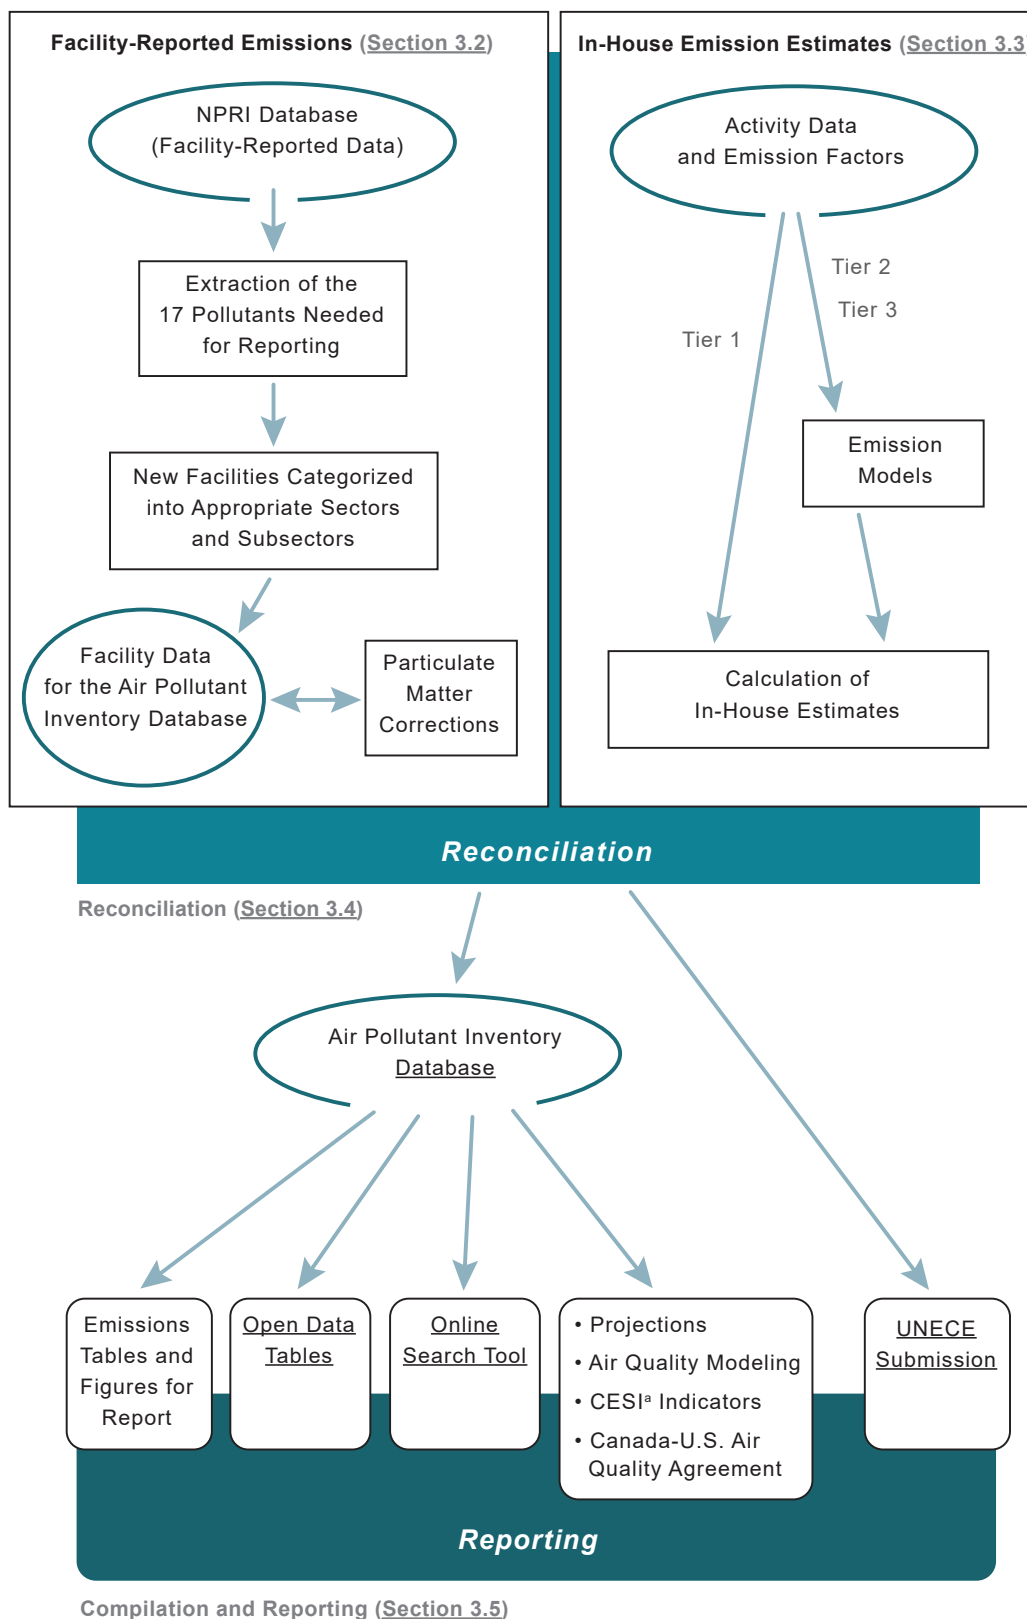 Facility-Reported Emissions (Section 3.2)
NPRI Database
(Facility-Reported Data)
Extraction of the
17 Pollutants Needed
for Reporting
New Facilities Categorized
into Appropriate Sectors
and Subsectors
Facility Data
for the Air Pollutant
Inventory Database
Particulate
Matter
Corrections
In-House Emission Estimates (Section 3.3)
Activity Data
and Emission Factors
Tier 1
Tier 2
Tier 3
Emission
Models
Calculation of
In-House Estimates
Reconciliation
Reconciliation (Section 3.4)
Air Pollutant Inventory
Database
Emissions
Tables and
Figures for
Report
Open Data
Tables
Online
Search Tool
• Projections
• Air Quality Modeling
• CESIᵃ Indicators
• Canada-U.S. Air
Quality Agreement
UNECE
Submission
Reporting
Compilation and Reporting (Section 3.5)